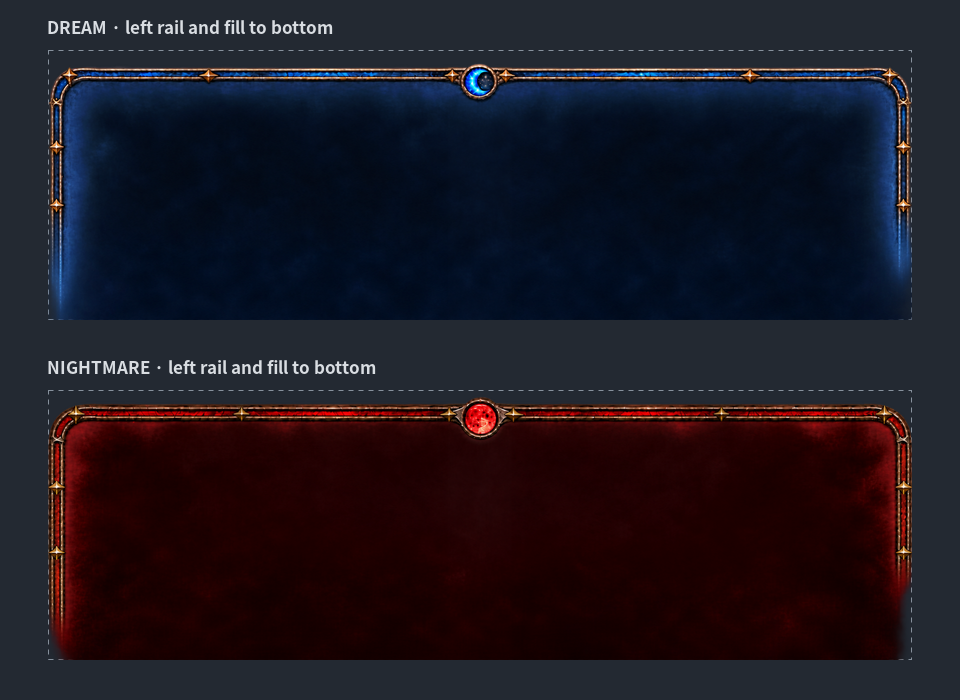 DREAM · left rail and fill to bottom
NIGHTMARE · left rail and fill to bottom